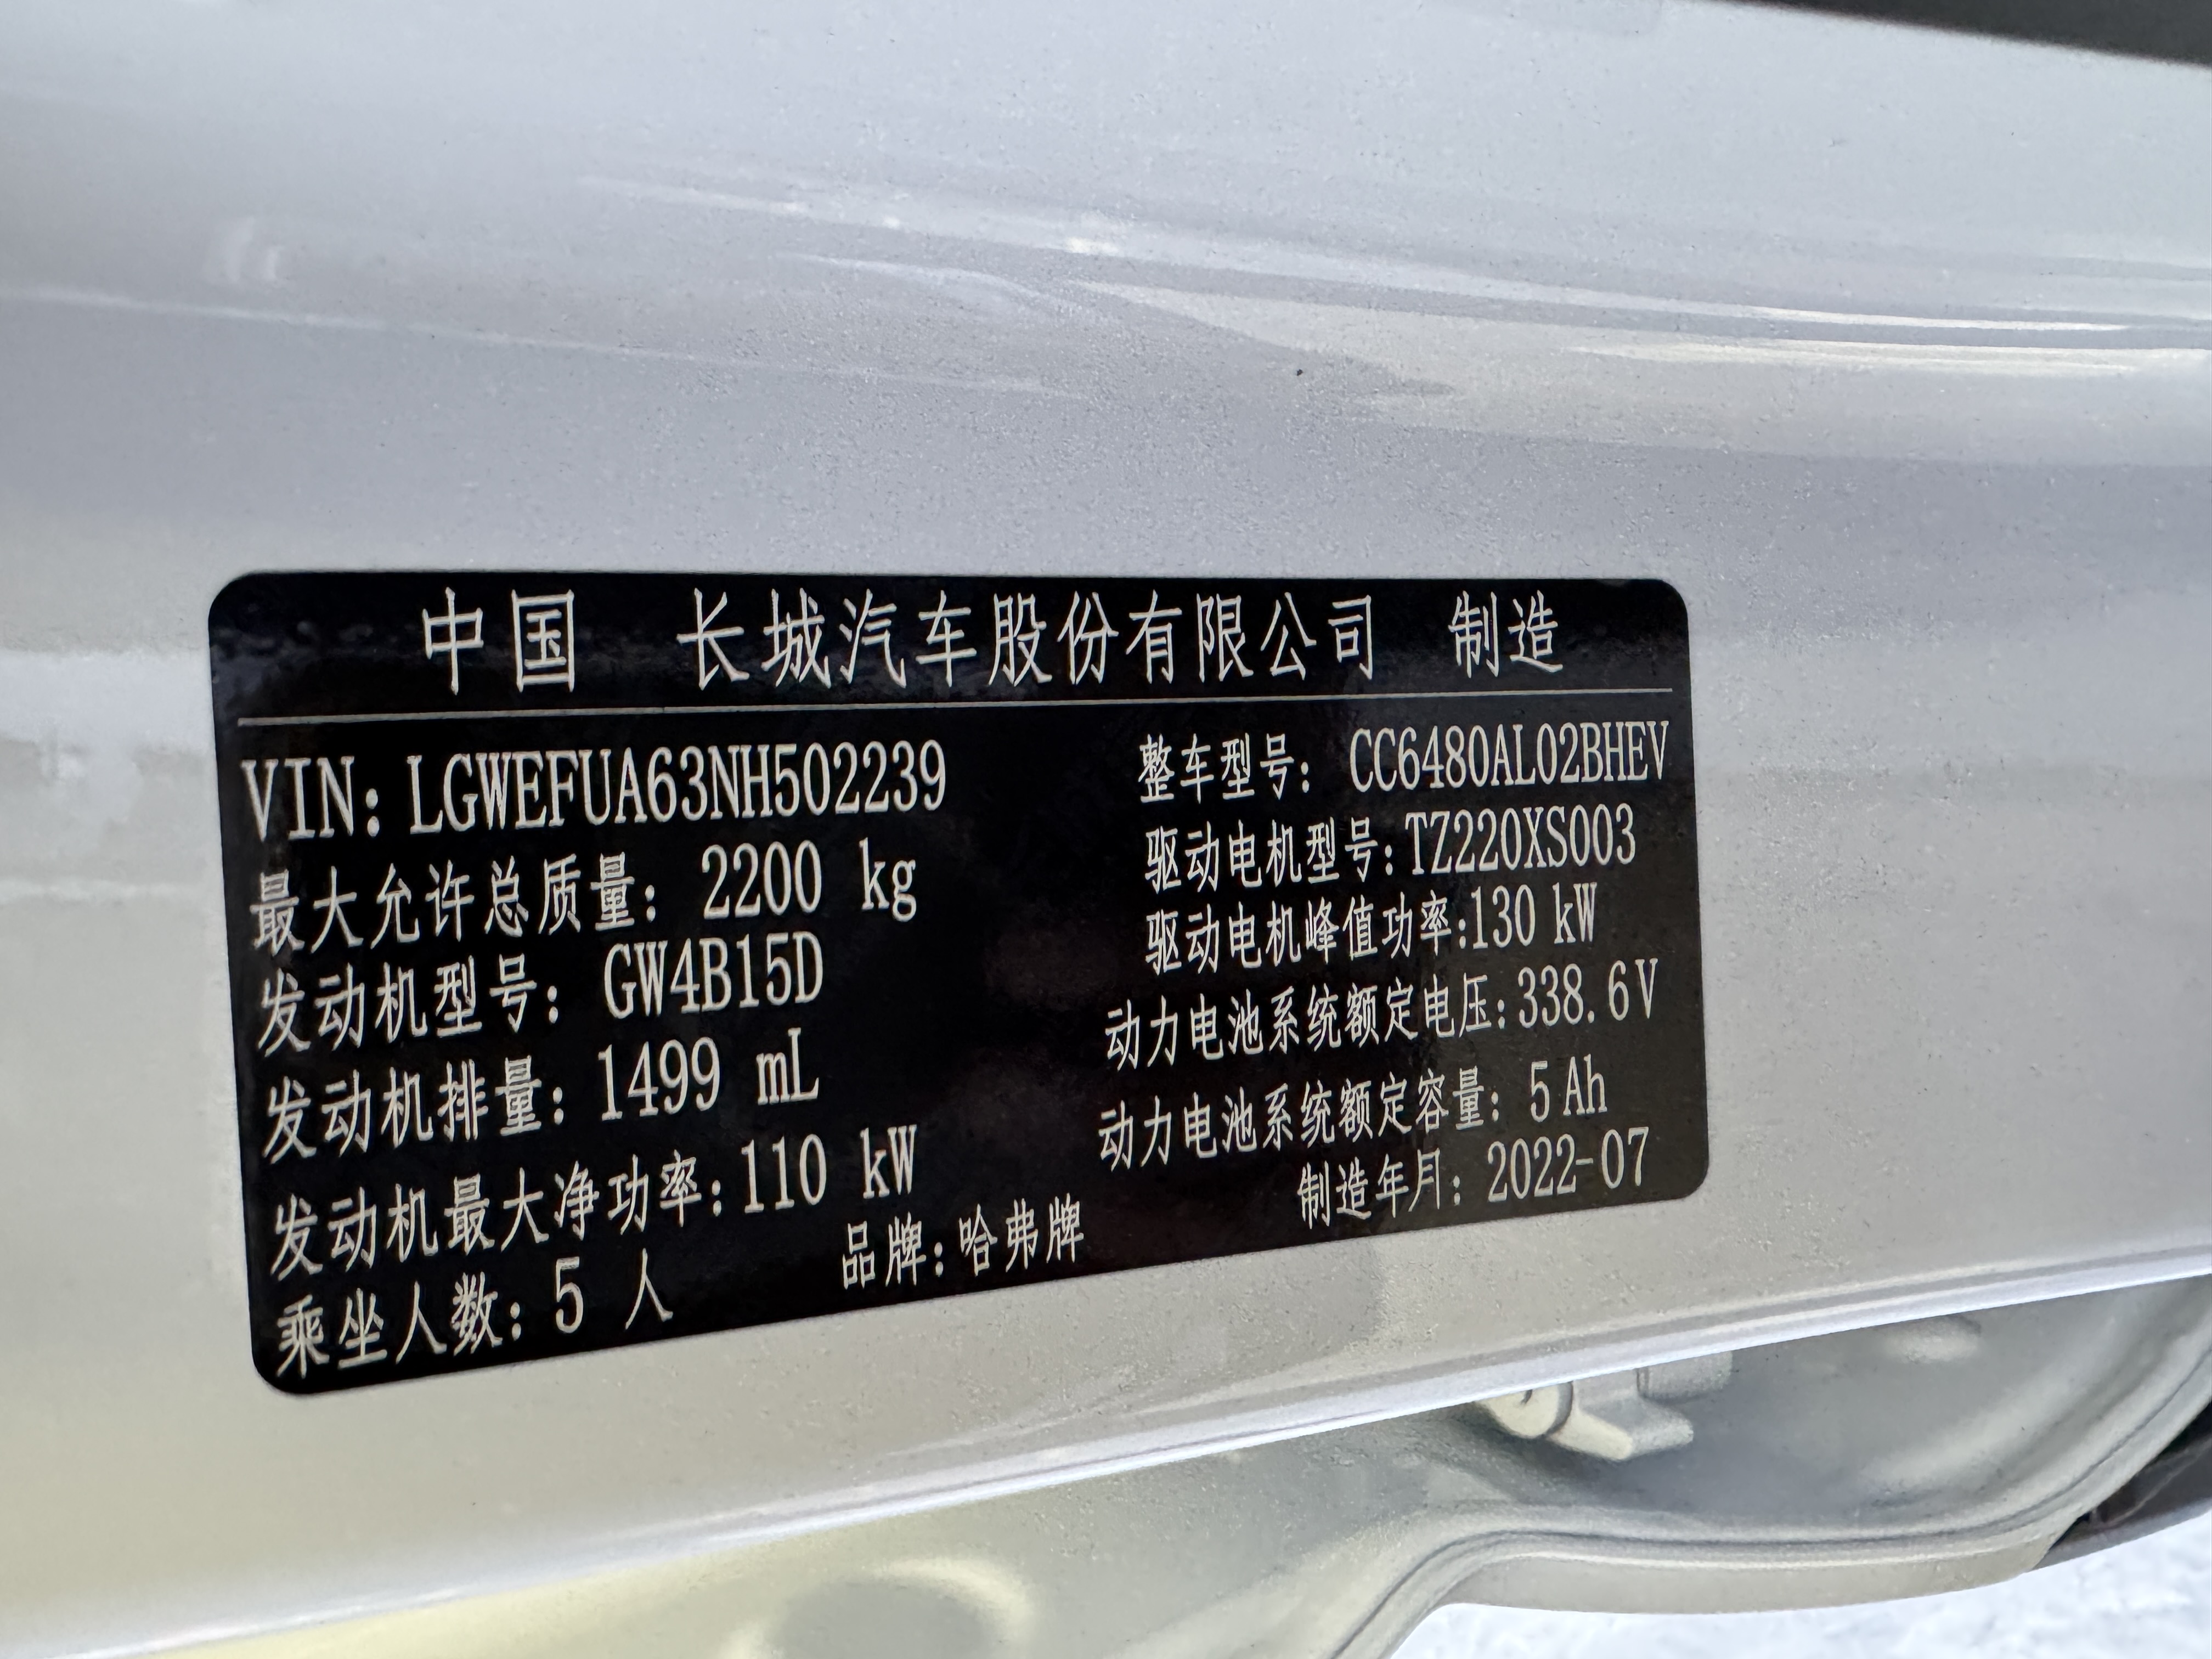 中国 长城汽车股份有限公司 制造
VIN: LGWEFUA63NH502239
整车型号: CC6480AL02BHEV
最大允许总质量: 2200 kg
驱动电机型号:TZ220XS003
发动机型号: GW4B15D
驱动电机峰值功率:130 kW
发动机排量: 1499 mL
动力电池系统额定电压:338.6V
发动机最大净功率:110 kW
动力电池系统额定容量: 5Ah
乘坐人数: 5 人
品牌:哈弗牌
制造年月: 2022-07